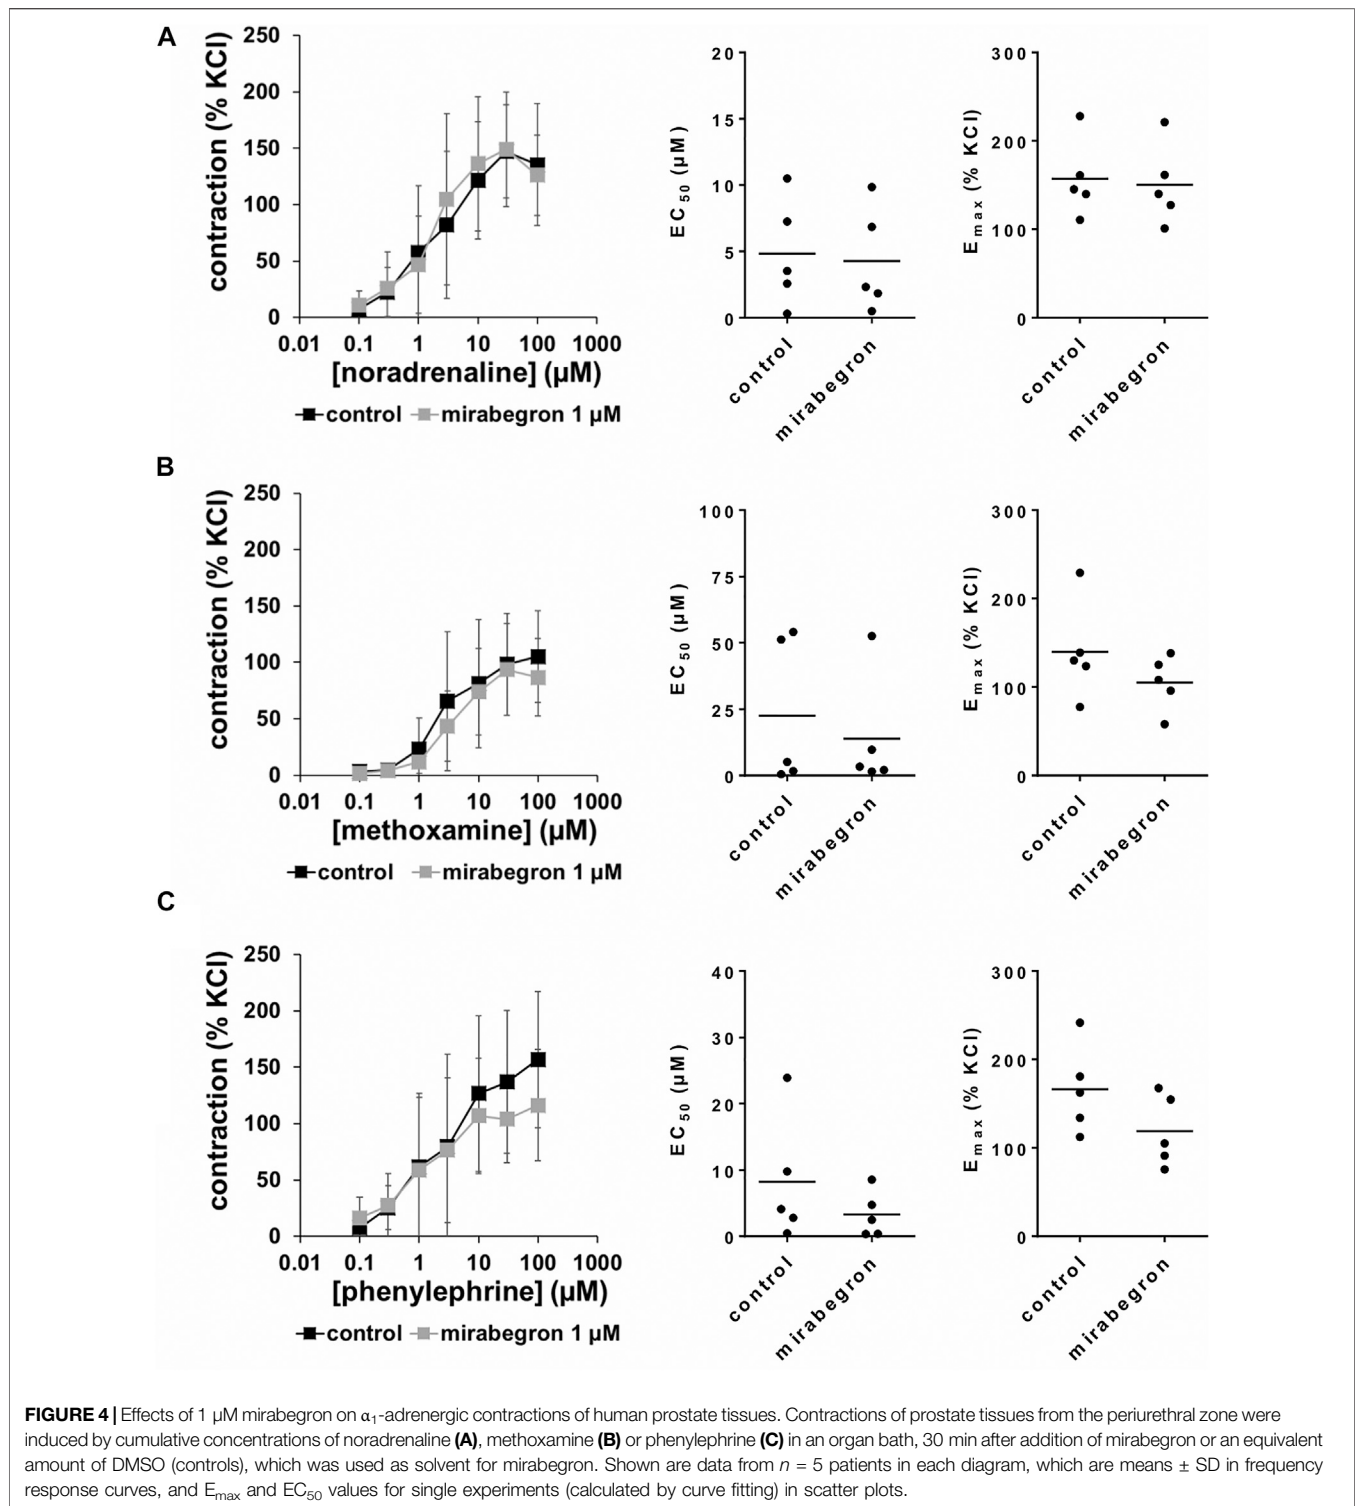 A
250
200
150
100
50
0
contraction (% KCl)
0.01 0.1 1 10 100 1000
[noradrenaline] (µM)
control mirabegron 1 µM
20
15
10
5
0
EC50 (µM)
control
mirabegron
300
200
100
0
Emax (% KCl)
control
mirabegron
B
250
200
150
100
50
0
contraction (% KCl)
0.01 0.1 1 10 100 1000
[methoxamine] (µM)
control mirabegron 1 µM
100
75
50
25
0
EC50 (µM)
control
mirabegron
300
200
100
0
Emax (% KCl)
control
mirabegron
C
250
200
150
100
50
0
contraction (% KCl)
0.01 0.1 1 10 100 1000
[phenylephrine] (µM)
control mirabegron 1 µM
40
30
20
10
0
EC50 (µM)
control
mirabegron
300
200
100
0
Emax (% KCl)
control
mirabegron
FIGURE 4 | Effects of 1 µM mirabegron on α1-adrenergic contractions of human prostate tissues. Contractions of prostate tissues from the periurethral zone were
induced by cumulative concentrations of noradrenaline (A), methoxamine (B) or phenylephrine (C) in an organ bath, 30 min after addition of mirabegron or an equivalent
amount of DMSO (controls), which was used as solvent for mirabegron. Shown are data from n = 5 patients in each diagram, which are means ± SD in frequency
response curves, and Emax and EC50 values for single experiments (calculated by curve fitting) in scatter plots.